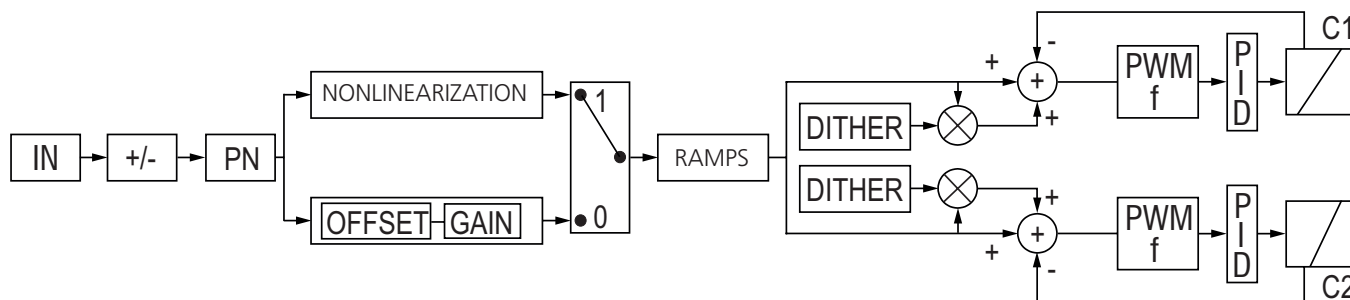 IN
+/-
PN
NONLINEARIZATION
OFFSET
GAIN
1
0
RAMPS
DITHER
DITHER
+
-
+
+
PWM
f
P
I
D
C1
+
+
+
-
PWM
f
P
I
D
C2